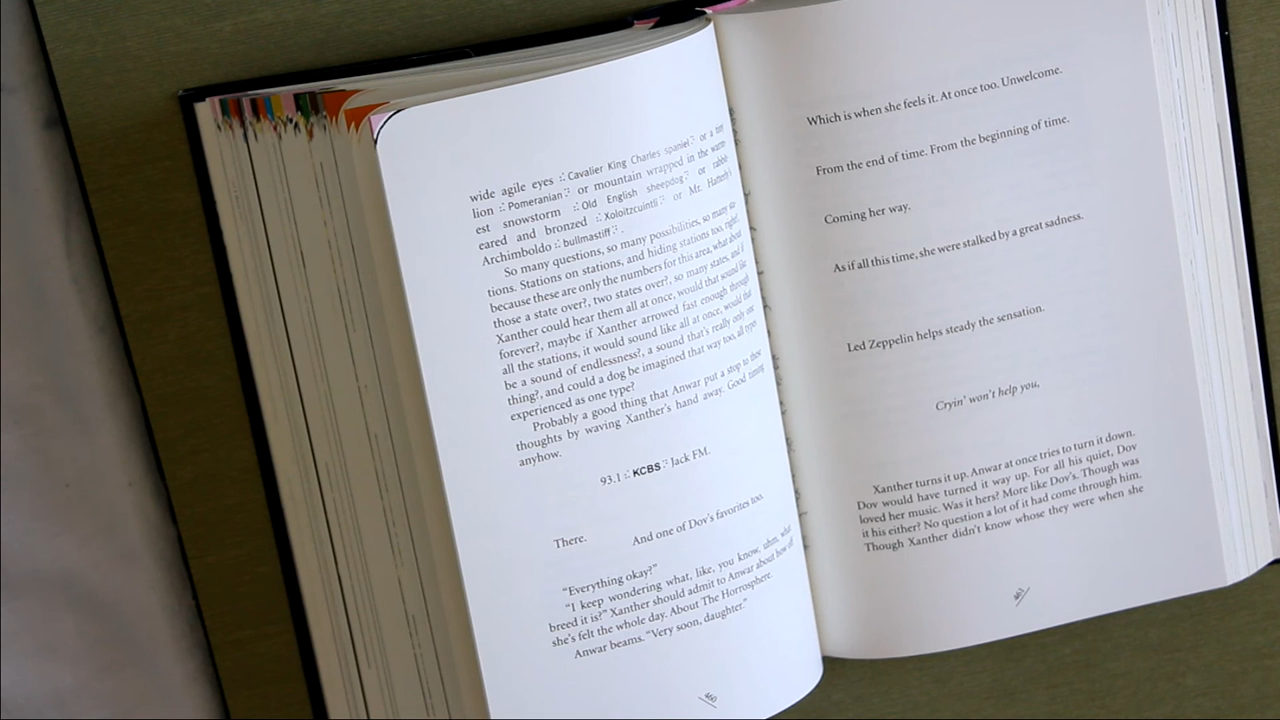 wide agile eyes ⁖Cavalier King Charles spaniel⁖ or a tiny
lion ⁖Pomeranian⁖ or mountain wrapped in the warm-
est snowstorm ⁖Old English sheepdog⁖ or rabbit-
eared and bronzed ⁖Xoloitzcuintli⁖ or Mr. Hatterly's
Archimboldo ⁖bullmastiff⁖.
So many questions, so many possibilities, so many sta-
tions. Stations on stations, and hiding stations too, right?,
because these are only the numbers for this area, what about
those a state over?, two states over?, so many states, and if
Xanther could hear them all at once, would that sound like
forever?, maybe if Xanther arrowed fast enough through
all the stations, it would sound like all at once, would that
be a sound of endlessness?, a sound that's really only one
thing?, and could a dog be imagined that way too, all types
experienced as one type?
Probably a good thing that Anwar put a stop to these
thoughts by waving Xanther's hand away. Good timing
anyhow.
93.1 ⁖KCBS⁖ Jack FM.
There. And one of Dov's favorites too.
"Everything okay?"
"I keep wondering what, like, you know, uhm, what
breed it is?" Xanther should admit to Anwar about how off
she's felt the whole day. About The Horrosphere.
Anwar beams. "Very soon, daughter."
460
Which is when she feels it. At once too. Unwelcome.
From the end of time. From the beginning of time.
Coming her way.
As if all this time, she were stalked by a great sadness.
Led Zeppelin helps steady the sensation.
Cryin' won't help you,
Xanther turns it up. Anwar at once tries to turn it down.
Dov would have turned it way up. For all his quiet, Dov
loved her music. Was it hers? More like Dov's. Though was
it his either? No question a lot of it had come through him.
Though Xanther didn't know whose they were when she
461